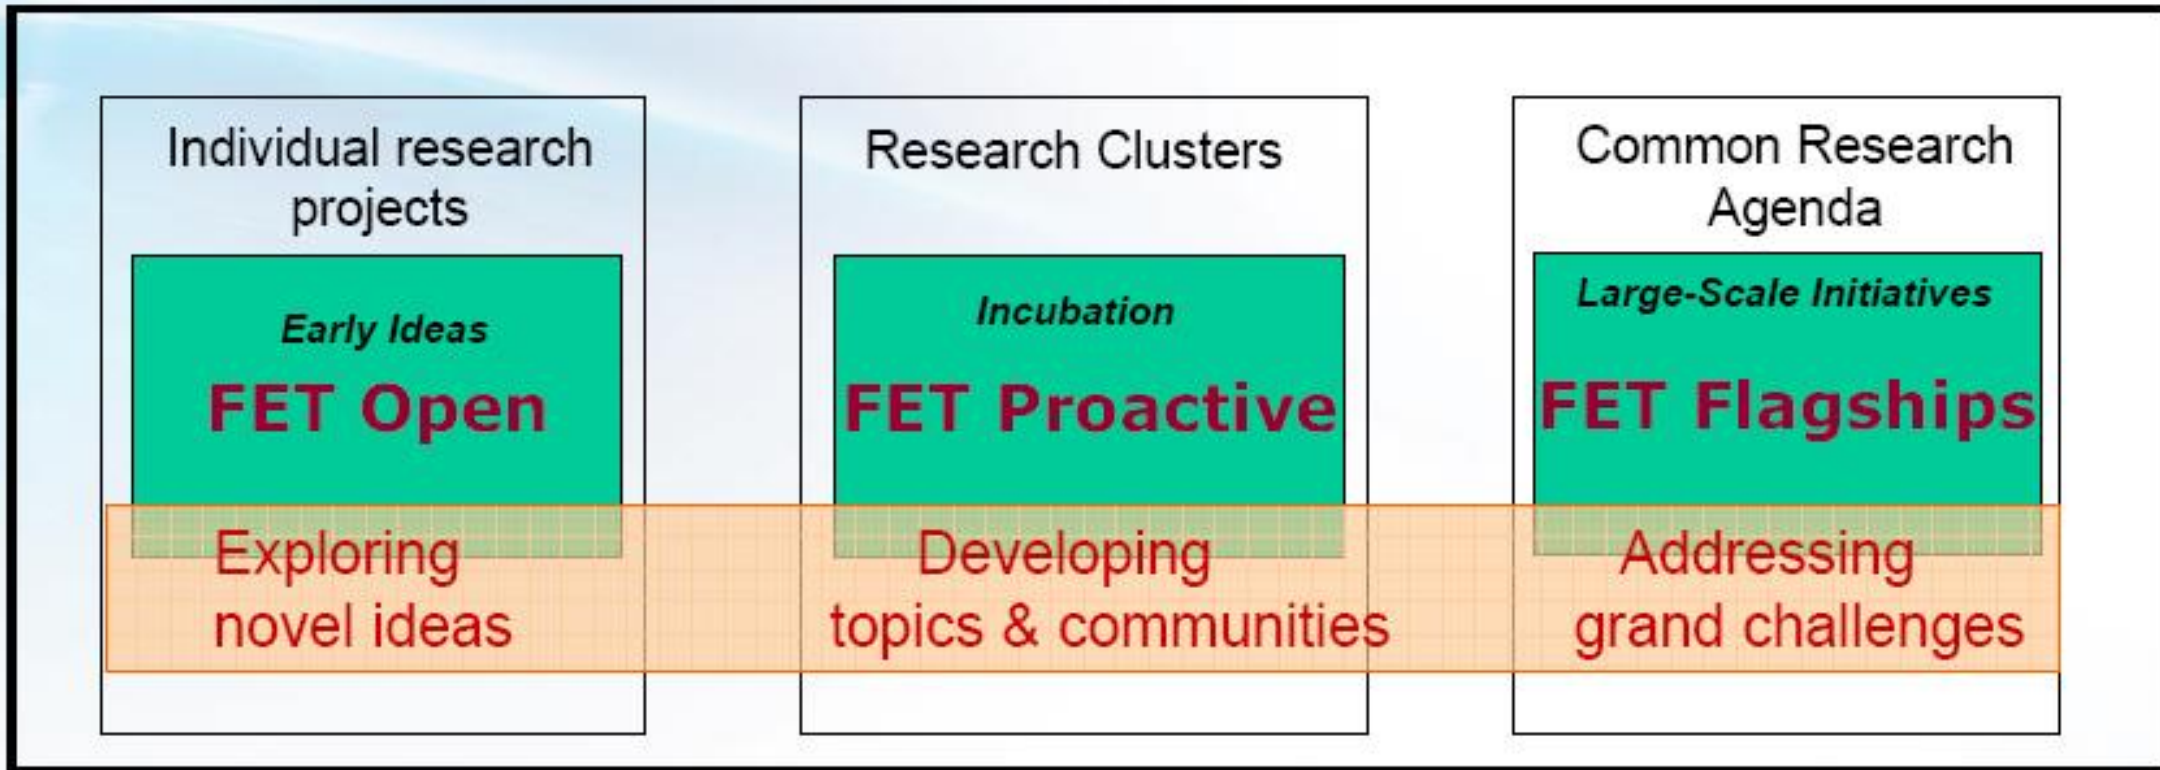 Individual research
projects
Early Ideas
FET Open
Exploring
novel ideas
Research Clusters
Incubation
FET Proactive
Developing
topics & communities
Common Research
Agenda
Large-Scale Initiatives
FET Flagships
Addressing
grand challenges